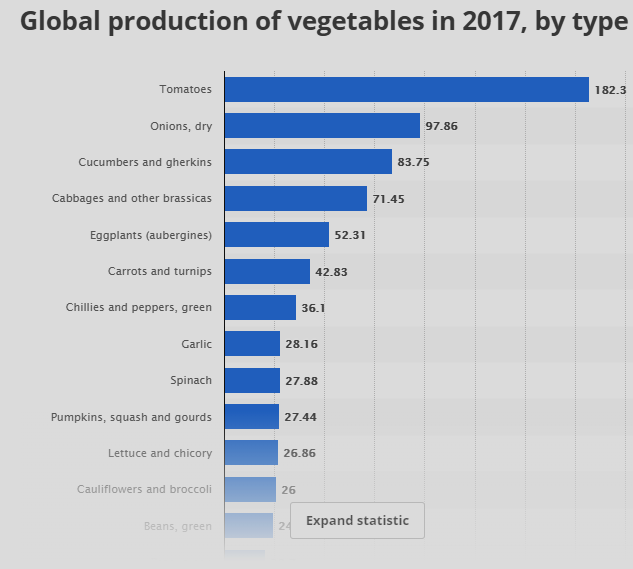 Global production of vegetables in 2017, by type
Tomatoes 182.3
Onions, dry 97.86
Cucumbers and gherkins 83.75
Cabbages and other brassicas 71.45
Eggplants (aubergines) 52.31
Carrots and turnips 42.83
Chillies and peppers, green 36.1
Garlic 28.16
Spinach 27.88
Pumpkins, squash and gourds 27.44
Lettuce and chicory 26.86
Cauliflowers and broccoli 26
Beans, green
Expand statistic